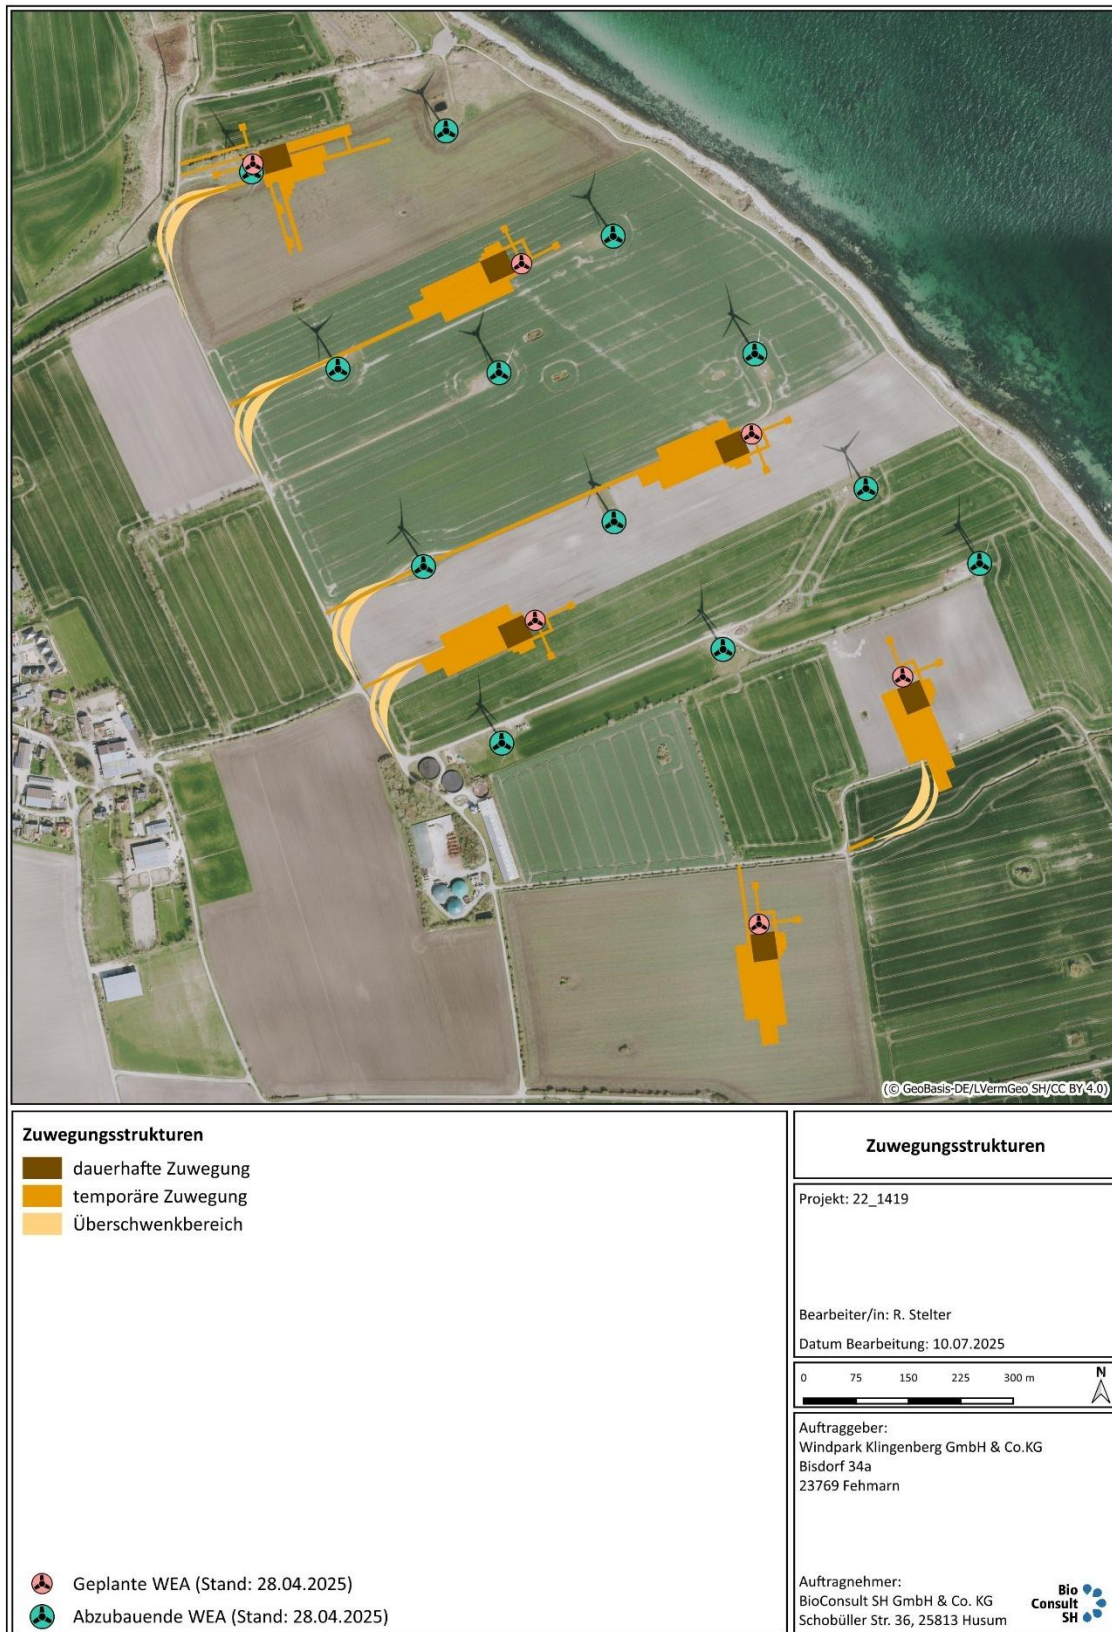 (© GeoBasis-DE/LVermGeo SH/CC BY 4.0)
Zuwegungsstrukturen
dauerhafte Zuwegung
temporäre Zuwegung
Überschwenkbereich
Geplante WEA (Stand: 28.04.2025)
Abzubauende WEA (Stand: 28.04.2025)
Zuwegungsstrukturen
Projekt: 22_1419
Bearbeiter/in: R. Stelter
Datum Bearbeitung: 10.07.2025
0 75 150 225 300 m
N
Auftraggeber:
Windpark Klingenberg GmbH & Co.KG
Bisdorf 34a
23769 Fehmarn
Auftragnehmer:
BioConsult SH GmbH & Co. KG
Schobüller Str. 36, 25813 Husum
Bio
Consult
SH